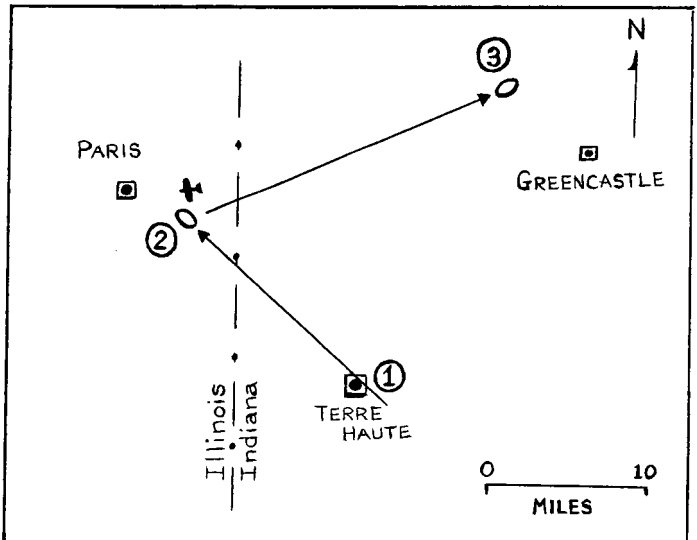 N
3
PARIS
GREENCASTLE
2
1
TERRE
HAUTE
Illinois
Indiana
0 10
MILES